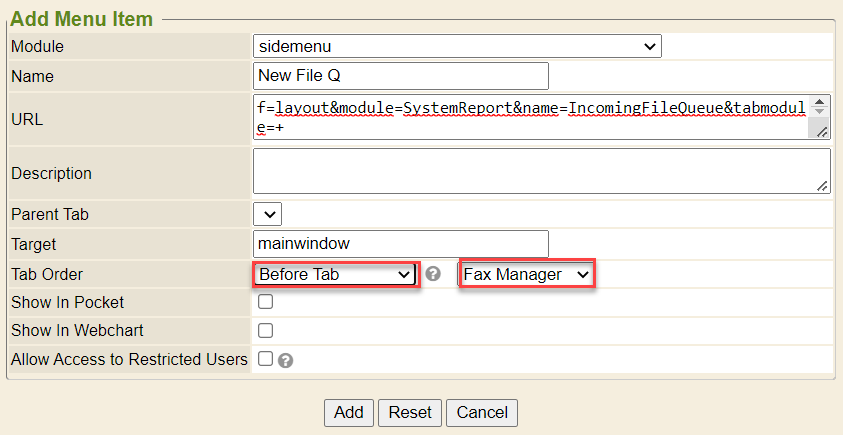 Add Menu Item
Module sidemenu
Name New File Q
URL f=layout&module=SystemReport&name=IncomingFileQueue&tabmodul
e=+
Description
Parent Tab
Target mainwindow
Tab Order Before Tab ? Fax Manager
Show In Pocket
Show In Webchart
Allow Access to Restricted Users ?
Add Reset Cancel